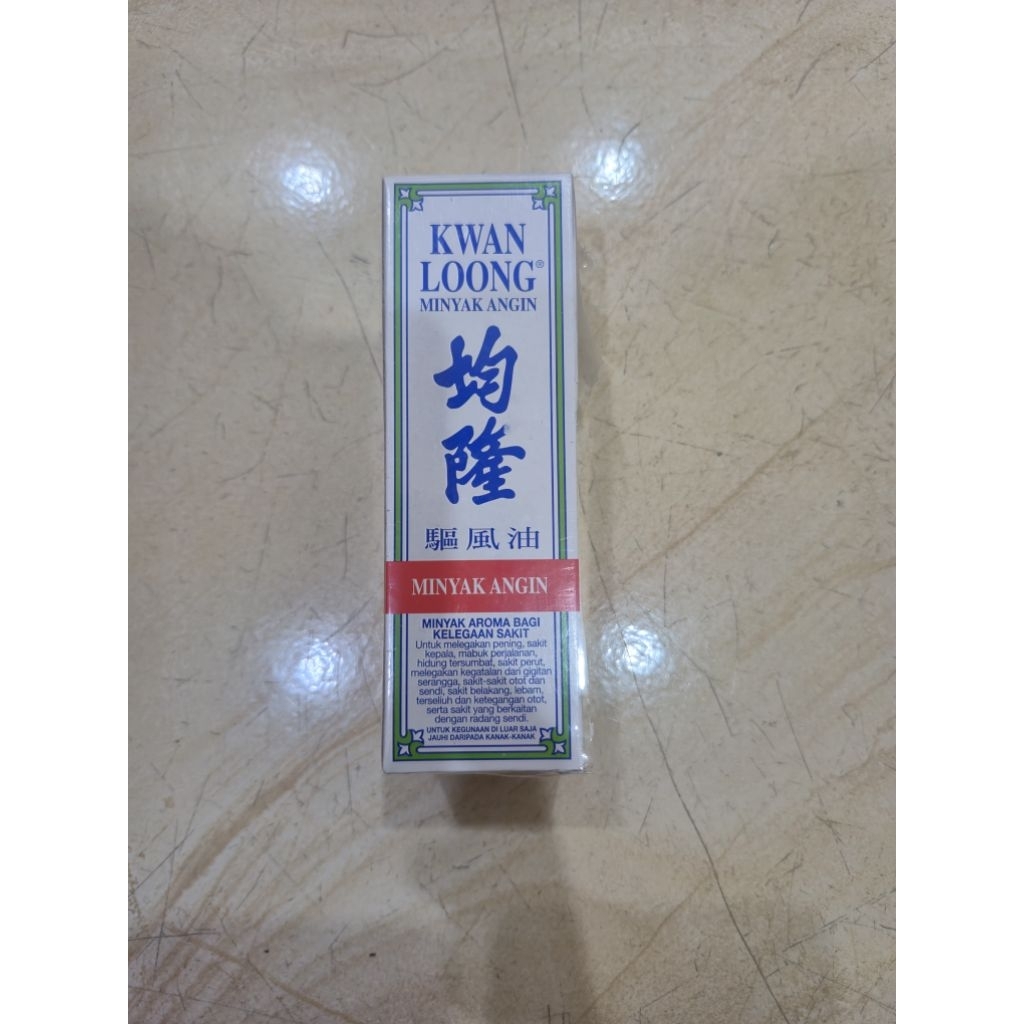 KWAN
LOONG®
MINYAK ANGIN
均
隆
驅風油
MINYAK ANGIN
MINYAK AROMA BAGI
KELEGAAN SAKIT
Untuk melegakan pening, sakit
kepala, mabuk perjalanan,
hidung tersumbat, sakit perut,
melegakan kegatalan dari gigitan
serangga, sakit-sakit otot dan
sendi, sakit belakang, lebam,
terseliuh dan ketegangan otot,
serta sakit yang berkaitan
dengan radang sendi.
UNTUK KEGUNAAN DI LUAR SAJA
JAUHI DARIPADA KANAK-KANAK